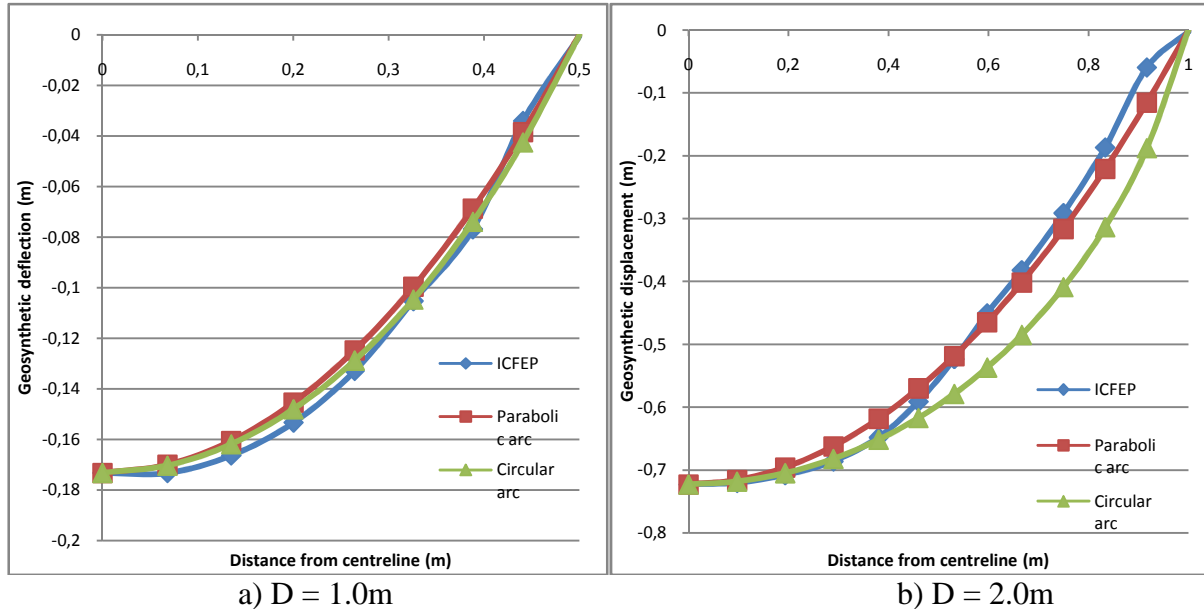 0
0 0,1 0,2 0,3 0,4 0,5
-0,02
-0,04
-0,06
-0,08
-0,1
-0,12
-0,14
-0,16
-0,18
-0,2
Geosynthetic deflection (m)
ICFEP
Paraboli
c arc
Circular
arc
Distance from centreline (m)
a) D = 1.0m
0
0 0,2 0,4 0,6 0,8 1
-0,1
-0,2
-0,3
-0,4
-0,5
-0,6
-0,7
-0,8
Geosynthetic displacement (m)
ICFEP
Paraboli
c arc
Circular
arc
Distance from centreline (m)
b) D = 2.0m